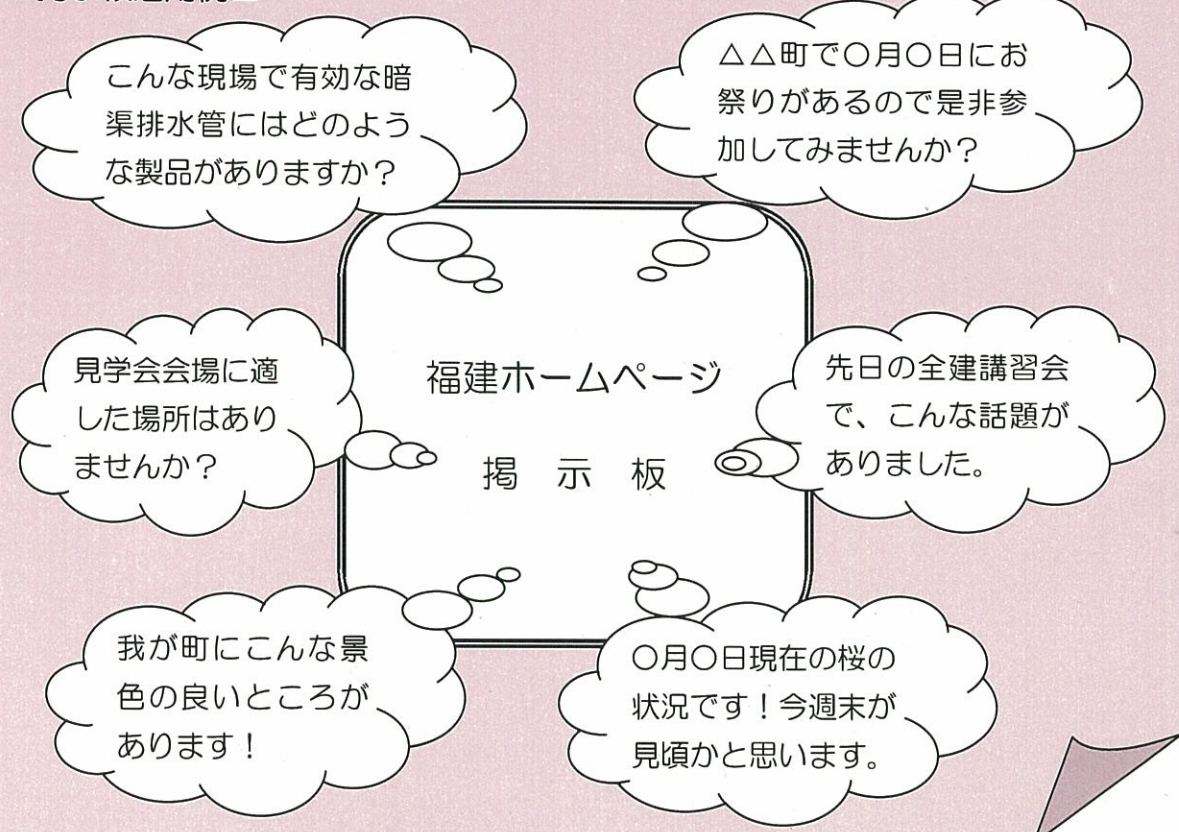 こんな現場で有効な暗
渠排水管にはどのよう
な製品がありますか？
△△町で〇月〇日にお
祭りがあるので是非参
加してみませんか？
福建ホームページ
掲 示 板
見学会会場に適
した場所はあり
ませんか？
先日の全建講習会
で、こんな話題が
ありました。
我が町にこんな景
色の良いところが
あります！
〇月〇日現在の桜の
状況です！今週末が
見頃かと思います。